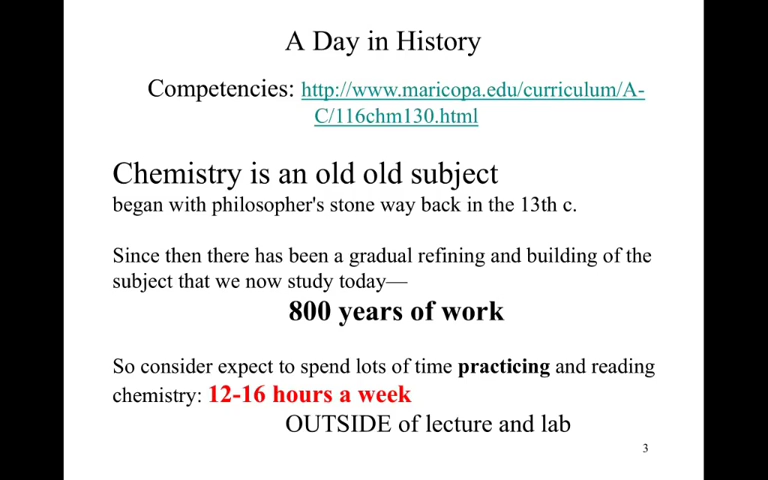 A Day in History
Competencies: http://www.maricopa.edu/curriculum/A-
C/116chm130.html
Chemistry is an old old subject
began with philosopher's stone way back in the 13th c.
Since then there has been a gradual refining and building of the
subject that we now study today—
800 years of work
So consider expect to spend lots of time practicing and reading
chemistry: 12-16 hours a week
OUTSIDE of lecture and lab
3